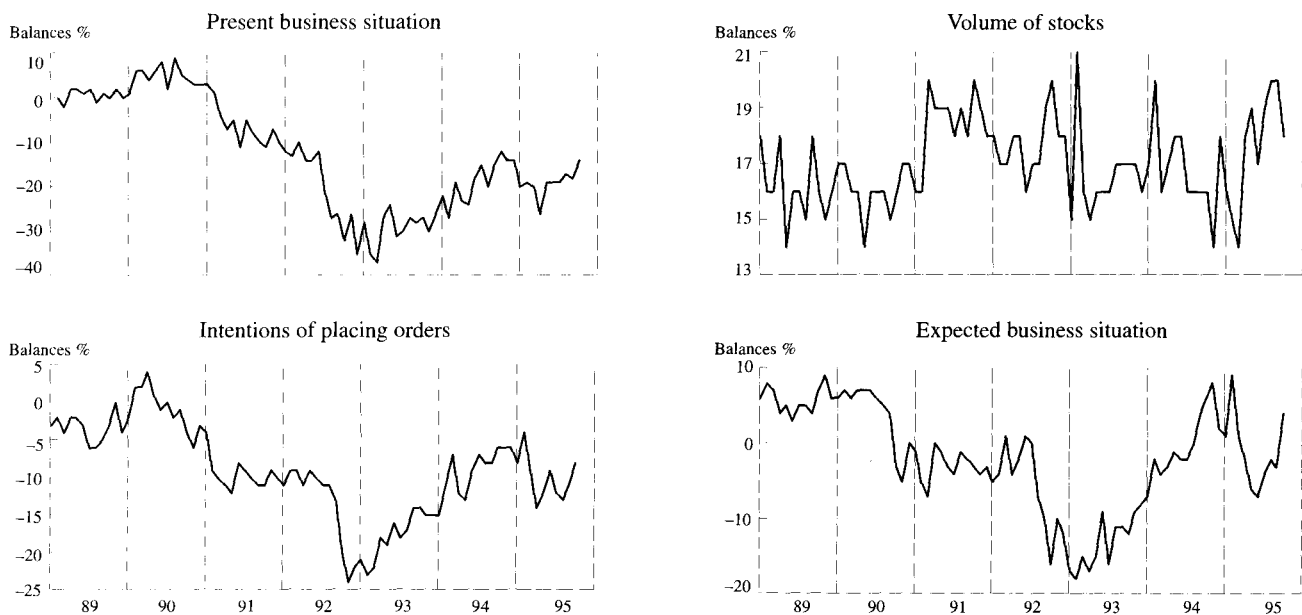 Present business situation
Balances %
10
0
-10
-20
-30
-40
Volume of stocks
Balances %
21
19
17
15
13
Intentions of placing orders
Balances %
5
0
-5
-10
-15
-20
-25
89 90 91 92 93 94 95
Expected business situation
Balances %
10
0
-10
-20
89 90 91 92 93 94 95